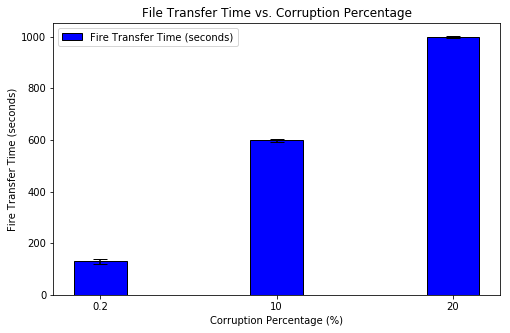 File Transfer Time vs. Corruption Percentage
Fire Transfer Time (seconds)
Fire Transfer Time (seconds)
1000
800
600
400
200
0
0.2
10
20
Corruption Percentage (%)